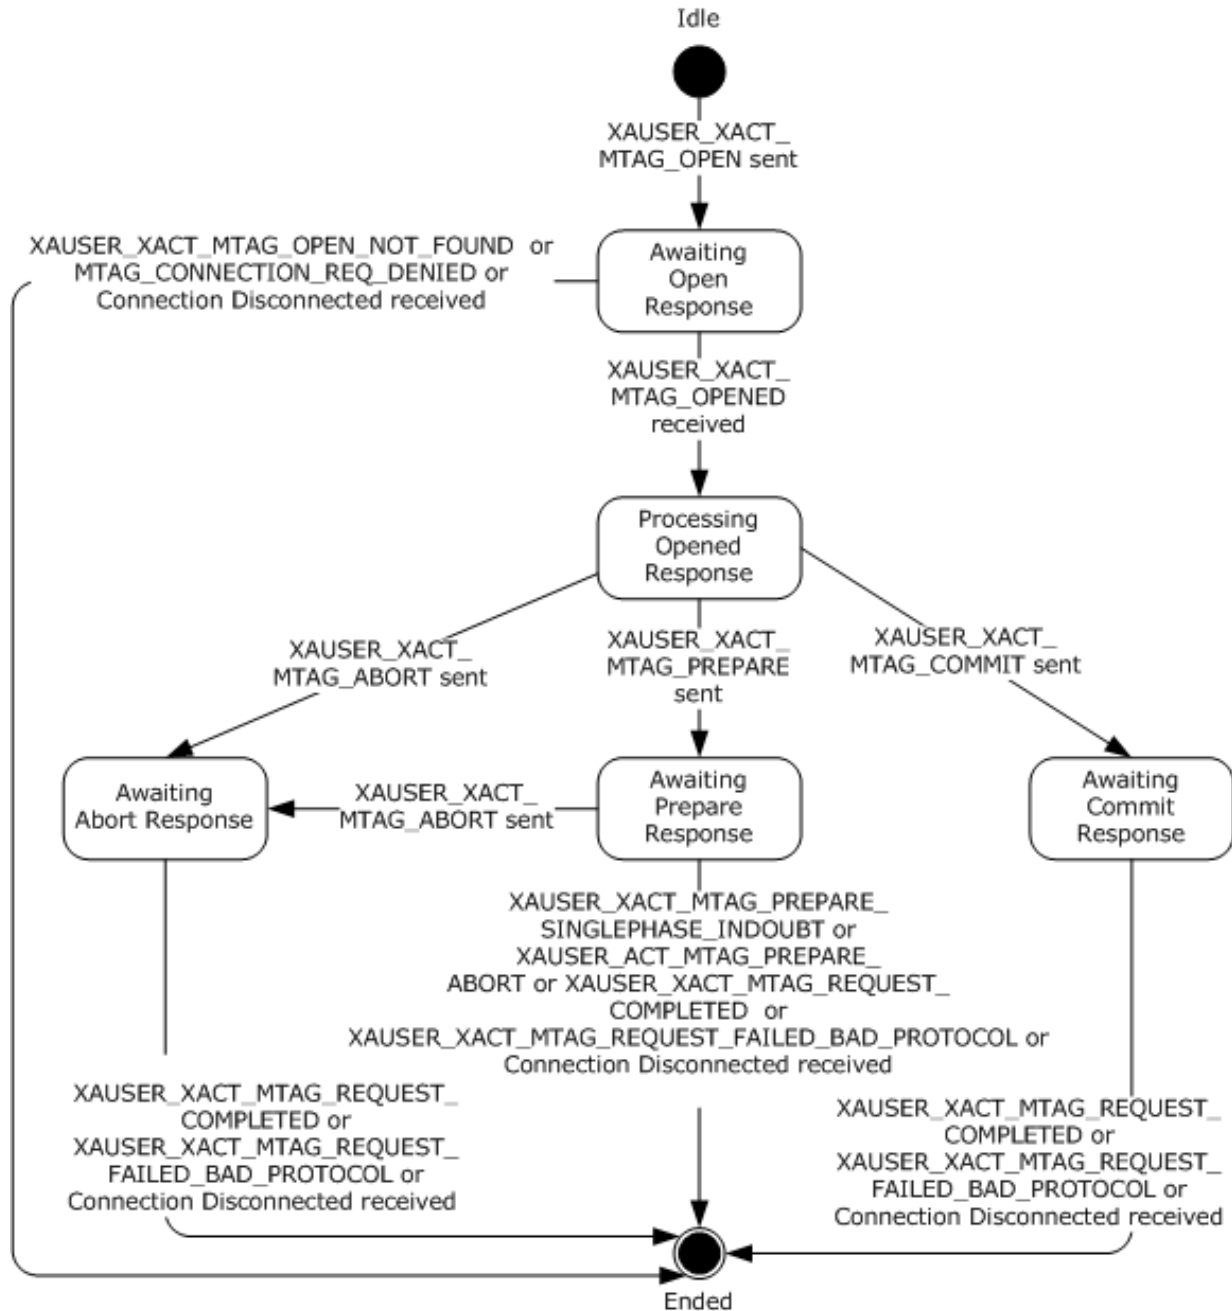 Idle
XAUSER_XACT_
MTAG_OPEN sent
XAUSER_XACT_MTAG_OPEN_NOT_FOUND or
MTAG_CONNECTION_REQ_DENIED or
Connection Disconnected received
Awaiting
Open
Response
XAUSER_XACT_
MTAG_OPENED
received
Processing
Opened
Response
XAUSER_XACT_
MTAG_ABORT sent
XAUSER_XACT_
MTAG_PREPARE
sent
XAUSER_XACT_
MTAG_COMMIT sent
Awaiting
Abort Response
XAUSER_XACT_
MTAG_ABORT sent
Awaiting
Prepare
Response
Awaiting
Commit
Response
XAUSER_XACT_MTAG_PREPARE_
SINGLEPHASE_INDOUBT or
XAUSER_ACT_MTAG_PREPARE_
ABORT or XAUSER_XACT_MTAG_REQUEST_
COMPLETED or
XAUSER_XACT_MTAG_REQUEST_FAILED_BAD_PROTOCOL or
Connection Disconnected received
XAUSER_XACT_MTAG_REQUEST_
COMPLETED or
XAUSER_XACT_MTAG_REQUEST_
FAILED_BAD_PROTOCOL or
Connection Disconnected received
XAUSER_XACT_MTAG_REQUEST_
COMPLETED or
XAUSER_XACT_MTAG_REQUEST_
FAILED_BAD_PROTOCOL or
Connection Disconnected received
Ended